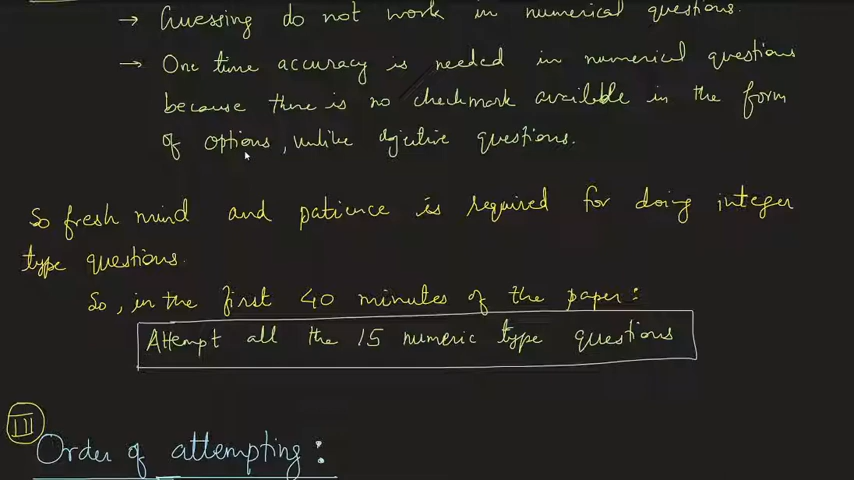 → Guessing do not work in numerical questions.
→ One time accuracy is needed in numerical questions
because there is no checkmark available in the form
of options, unlike objective questions.
So fresh mind and patience is required for doing integer
type questions.
So, in the first 40 minutes of the paper:
Attempt all the 15 numeric type questions
III
Order of attempting: